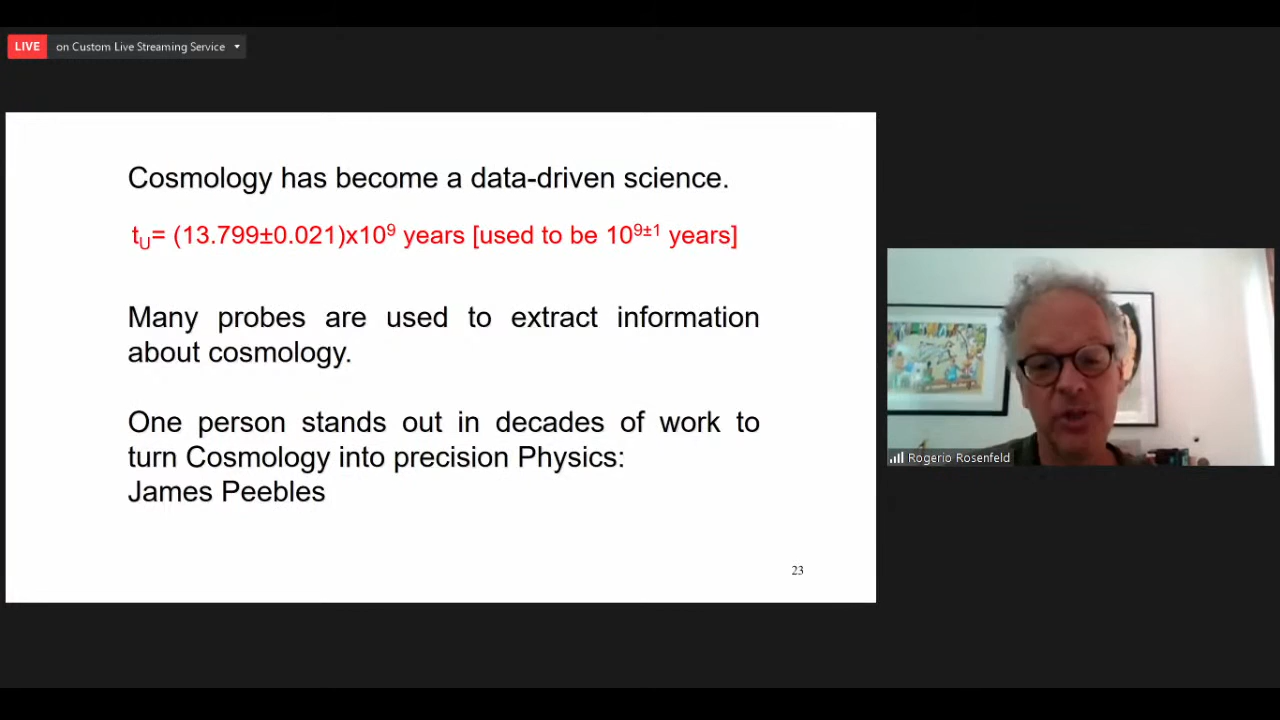 LIVE on Custom Live Streaming Service
Cosmology has become a data-driven science.
t_U= (13.799±0.021)x10⁹ years [used to be 10⁹±¹ years]
Many probes are used to extract information
about cosmology.
One person stands out in decades of work to
turn Cosmology into precision Physics:
James Peebles
23
Rogerio Rosenfeld